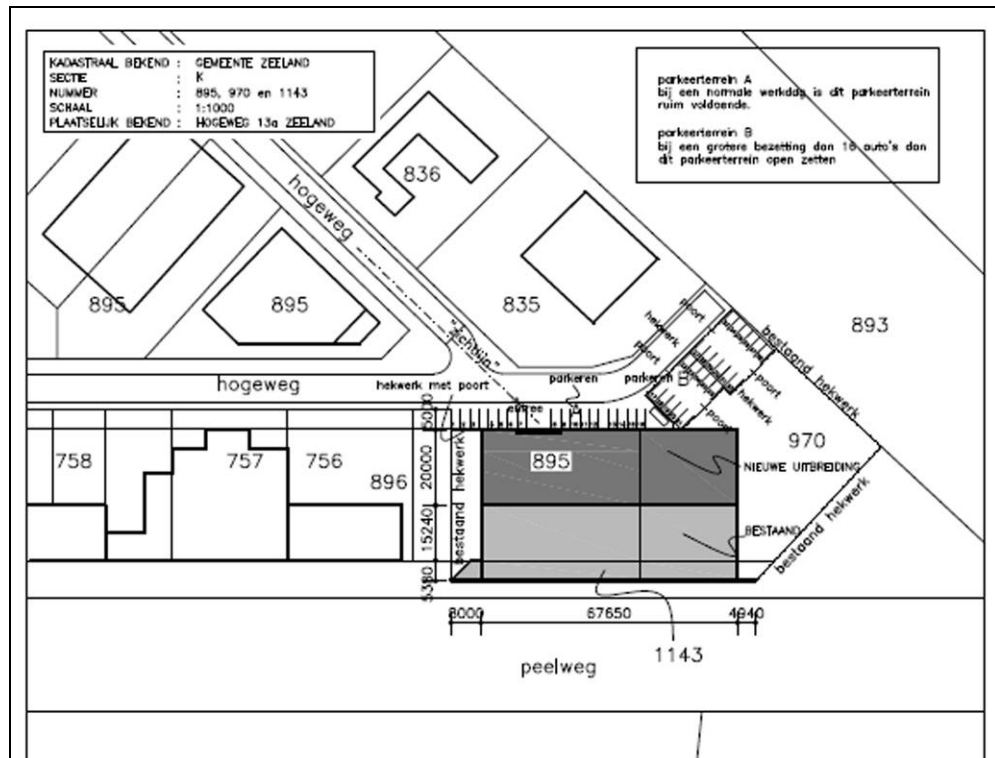 KADASTRAAL BEKEND : GEMEENTE ZEELAND
SECTIE : K
NUMMER : 895, 970 en 1143
SCHAAL : 1:1000
PLAATSELIJK BEKEND : HOGEWEG 13a ZEELAND
parkeerterrein A
bij een normale werkdag is dit parkeerterrein
ruim voldoende.
parkeerterrein B
bij een grotere bezetting dan 16 auto's dan
dit parkeerterrein open zetten
836
hogeweg
895
895
835
893
"zichtlijn"
poort
hekwerk
poort
bestaand hekwerk
hogeweg
hekwerk met poort
parkeren
parkeren B
poort
hekwerk
poort
entree
5000
758
757
756
896
895
970
NIEUWE UITBREIDING
20000
bestaand hekwerk
15240
BESTAAND
bestaand hekwerk
5380
8000
67650
4940
1143
peelweg